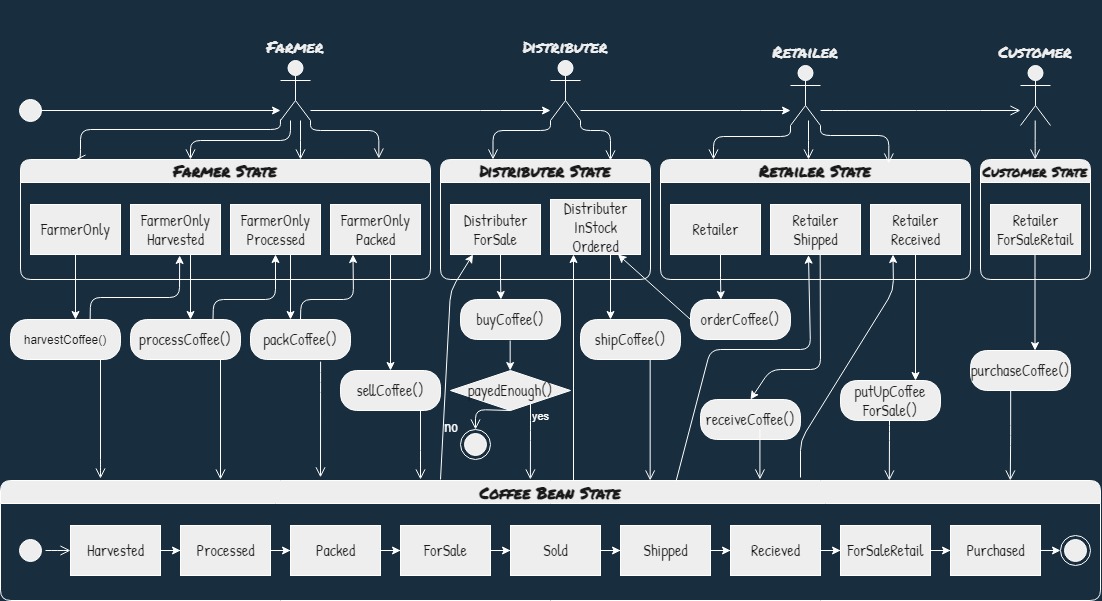 Farmer
Distributer
Retailer
Customer
Farmer State
Distributer State
Retailer State
Customer State
FarmerOnly
FarmerOnly
Harvested
FarmerOnly
Processed
FarmerOnly
Packed
Distributer
ForSale
Distributer
InStock
Ordered
Retailer
Retailer
Shipped
Retailer
Received
Retailer
ForSaleRetail
harvestCoffee()
processCoffee()
packCoffee()
sellCoffee()
buyCoffee()
payedEnough()
no
yes
shipCoffee()
orderCoffee()
receiveCoffee()
putUpCoffee
ForSale()
purchaseCoffee()
Coffee Bean State
Harvested
Processed
Packed
ForSale
Sold
Shipped
Recieved
ForSaleRetail
Purchased